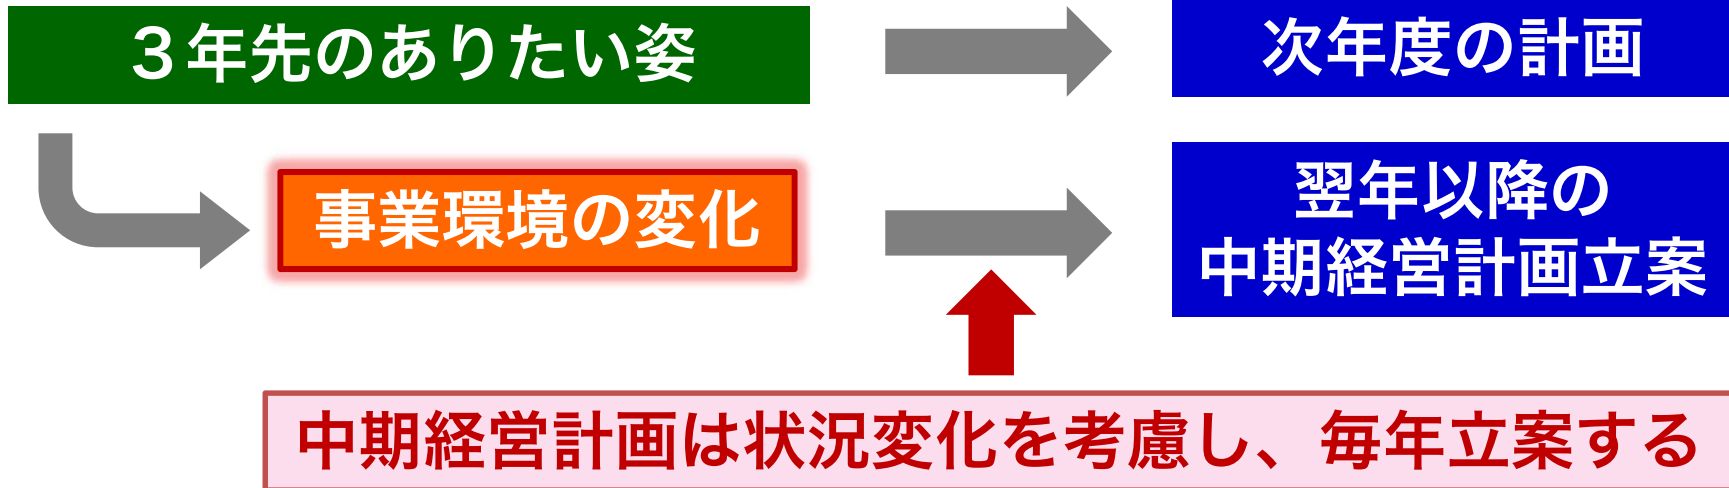 ３年先のありたい姿
次年度の計画
事業環境の変化
翌年以降の
中期経営計画立案
中期経営計画は状況変化を考慮し、毎年立案する